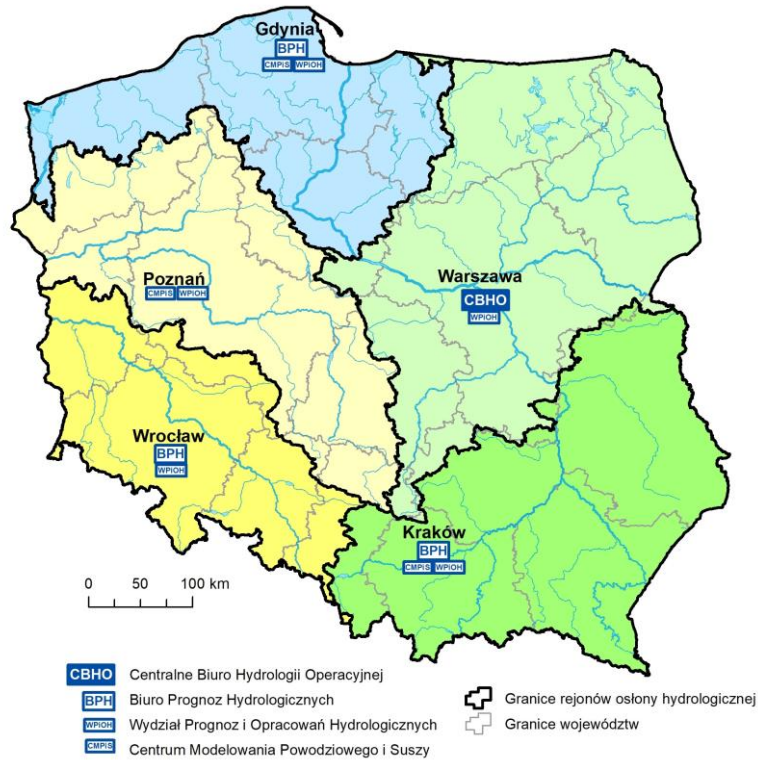 Gdynia
BPH
CMPiS WPIOH
Warszawa
CBHO
WPIOH
Poznań
CMPiS WPIOH
Wrocław
BPH
WPIOH
Kraków
BPH
CMPiS WPIOH
0 50 100 km
CBHO Centralne Biuro Hydrologii Operacyjnej
BPH Biuro Prognoz Hydrologicznych
WPIOH Wydział Prognoz i Opracowań Hydrologicznych
CMPiS Centrum Modelowania Powodziowego i Suszy
Granice rejonów osłony hydrologicznej
Granice województw